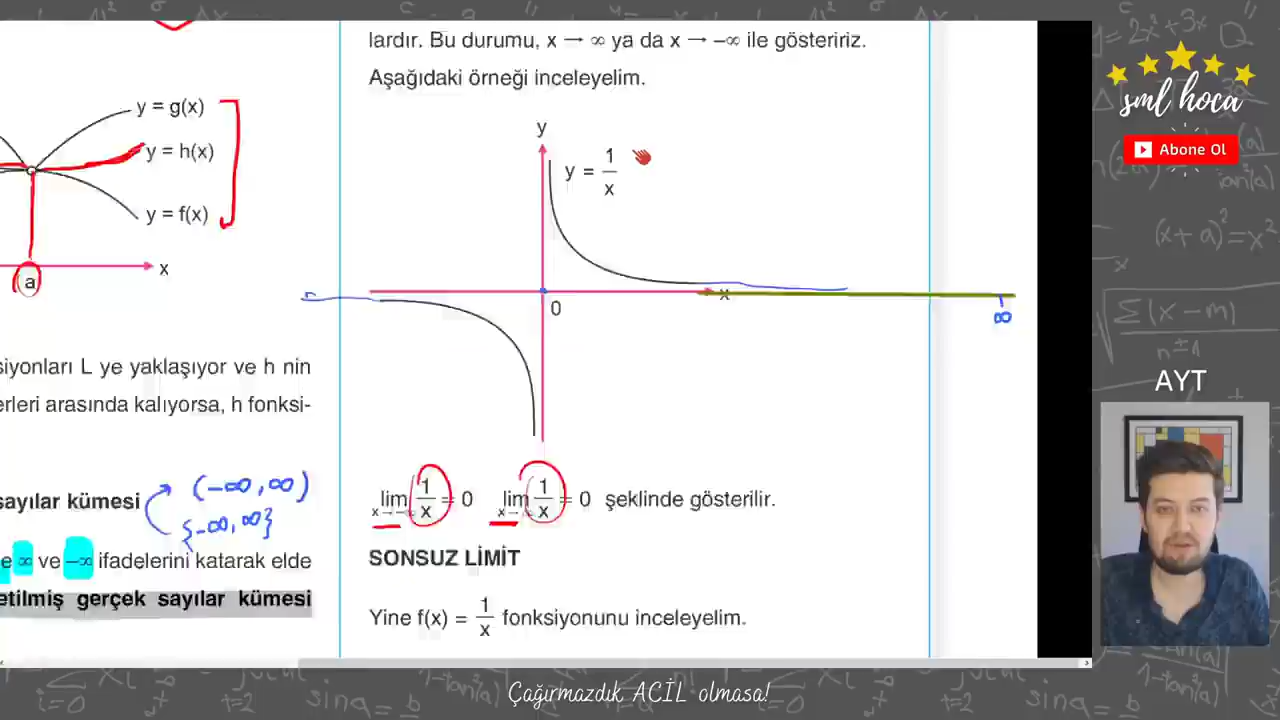 y = g(x)
y = h(x)
y = f(x)
x
a
siyonları L ye yaklaşıyor ve h nin
erleri arasında kalıyorsa, h fonksi-
sayılar kümesi (-∞, ∞)
{-∞, ∞}
e ∞ ve -∞ ifadelerini katarak elde
etilmiş gerçek sayılar kümesi
lardır. Bu durumu, x → ∞ ya da x → -∞ ile gösteririz.
Aşağıdaki örneği inceleyelim.
y
y = 1/x
x
0
∞
lim x→-∞ 1/x = 0 lim x→∞ 1/x = 0 şeklinde gösterilir.
SONSUZ LİMİT
Yine f(x) = 1/x fonksiyonunu inceleyelim.
sml hoca
Abone Ol
AYT
Çağırmazdık ACİL olmasa!